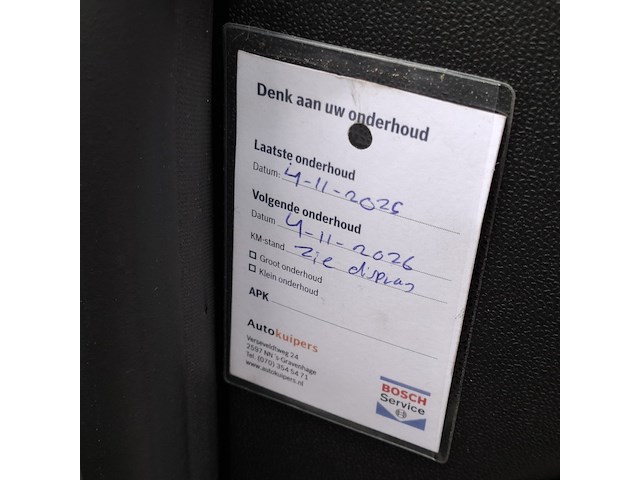 Denk aan uw onderhoud
Laatste onderhoud
Datum: 4-11-2026
Volgende onderhoud
Datum 4-11-2026
KM-stand zie display
☐ Groot onderhoud
☐ Klein onderhoud
APK
Autokuipers
Verseveldtweg 24
2597 NN 's Gravenhage
Tel. (070) 354 54 71
www.autokuipers.nl
BOSCH
Service